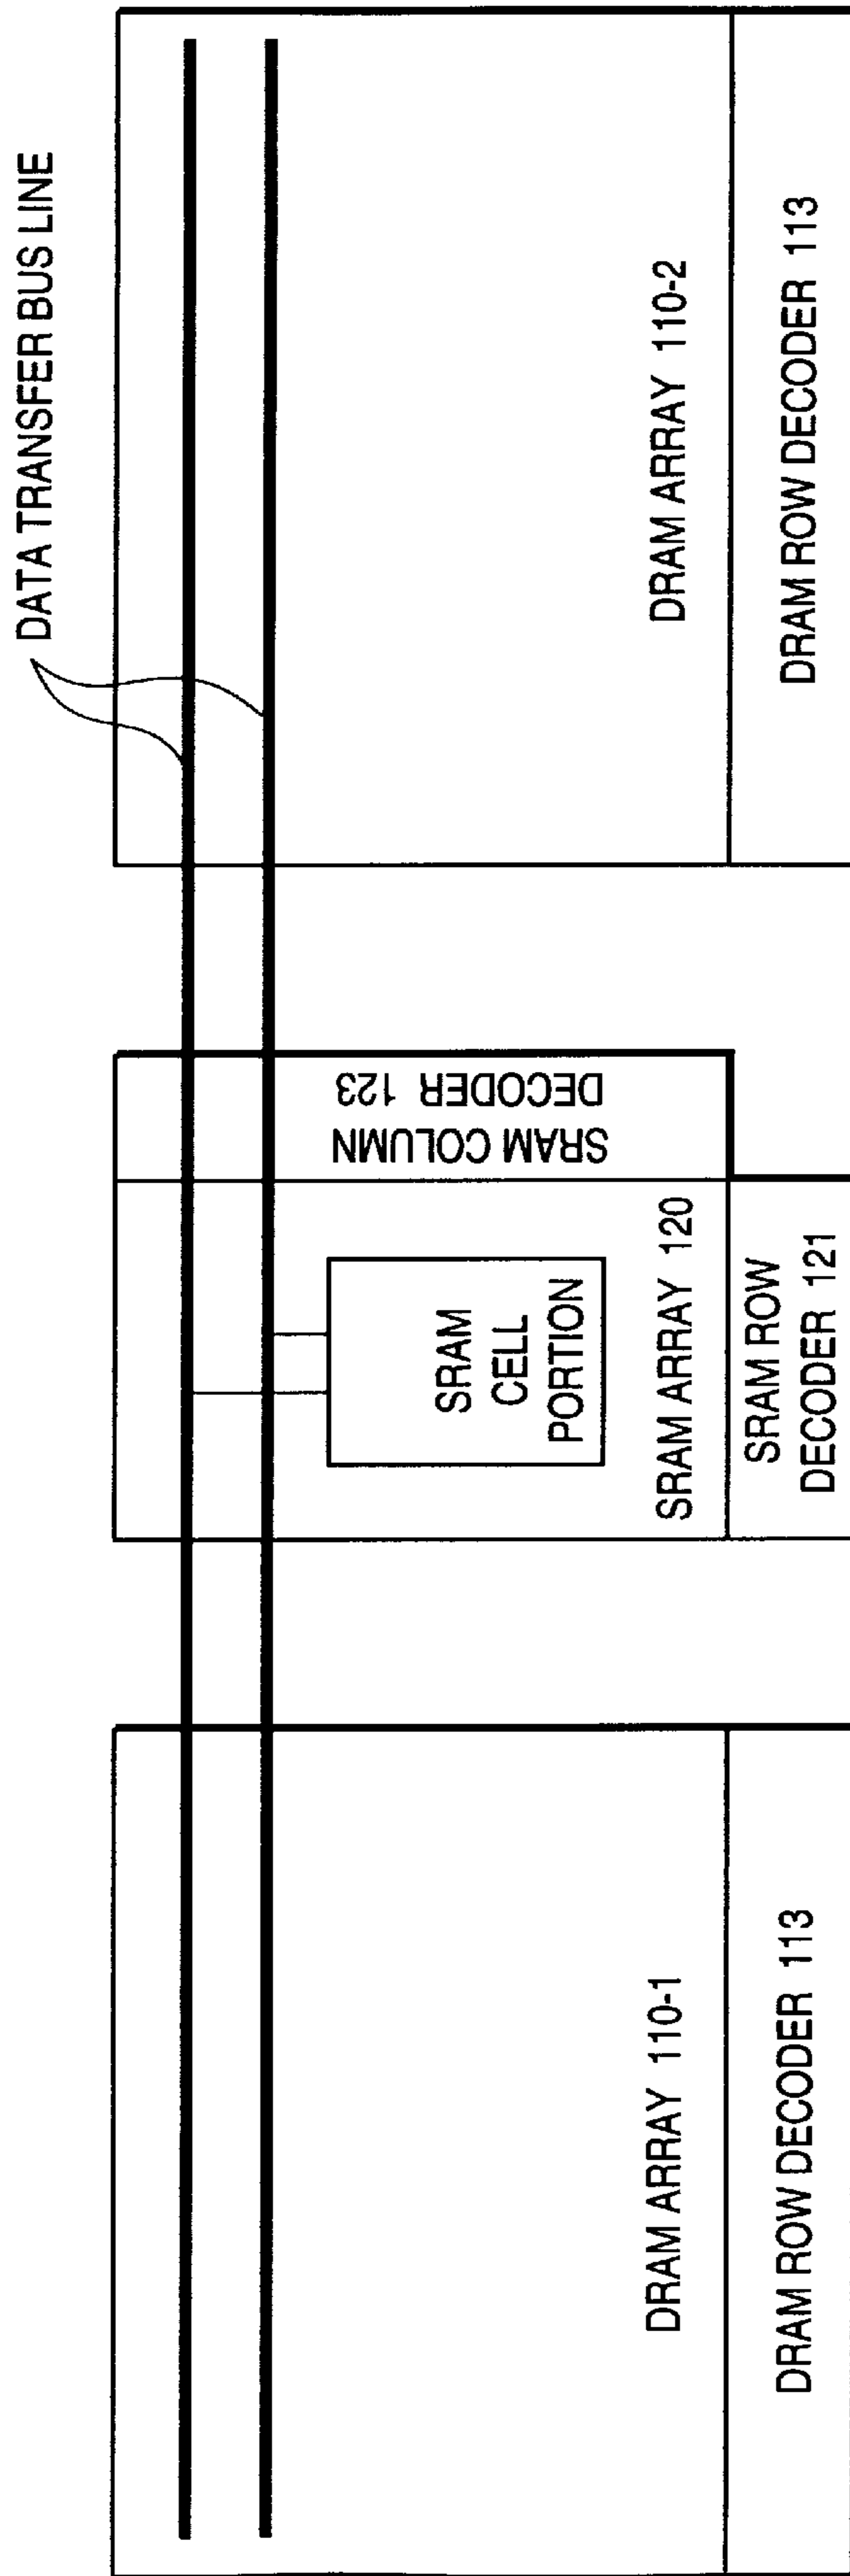 DATA TRANSFER BUS LINE
DRAM ARRAY 110-1
DRAM ROW DECODER 113
SRAM
CELL
PORTION
SRAM ARRAY 120
SRAM ROW
DECODER 121
SRAM COLUMN
DECODER 123
DRAM ARRAY 110-2
DRAM ROW DECODER 113